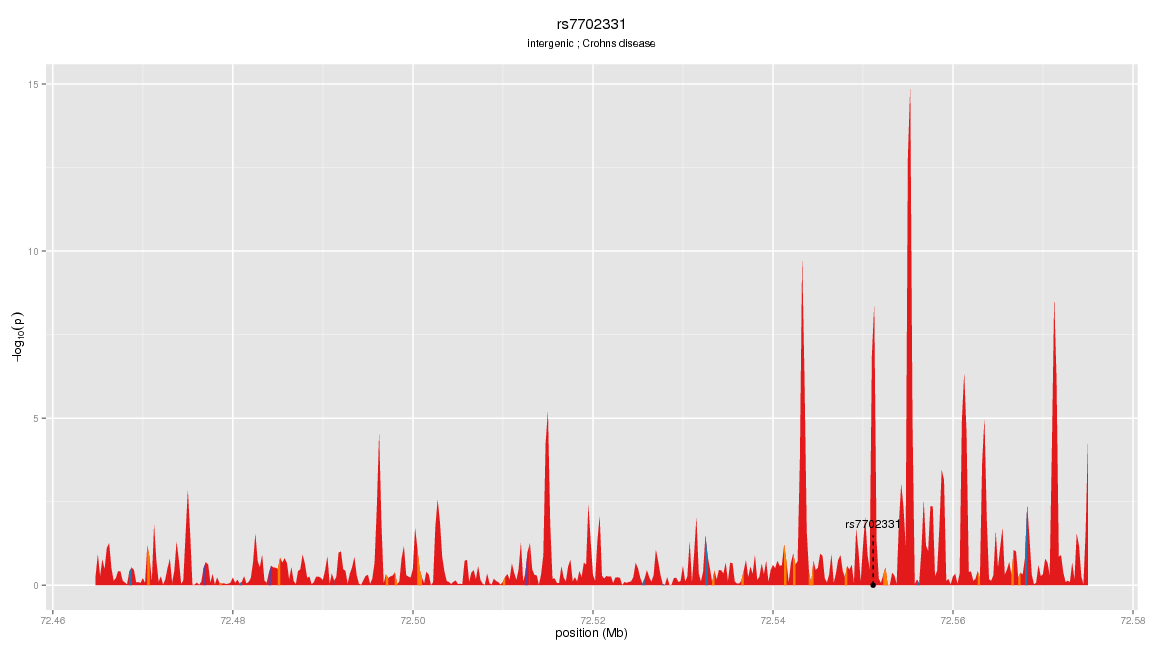 rs7702331
intergenic ; Crohns disease
15
10
5
0
−log10(p)
rs7702331
72.46 72.48 72.50 72.52 72.54 72.56 72.58
position (Mb)